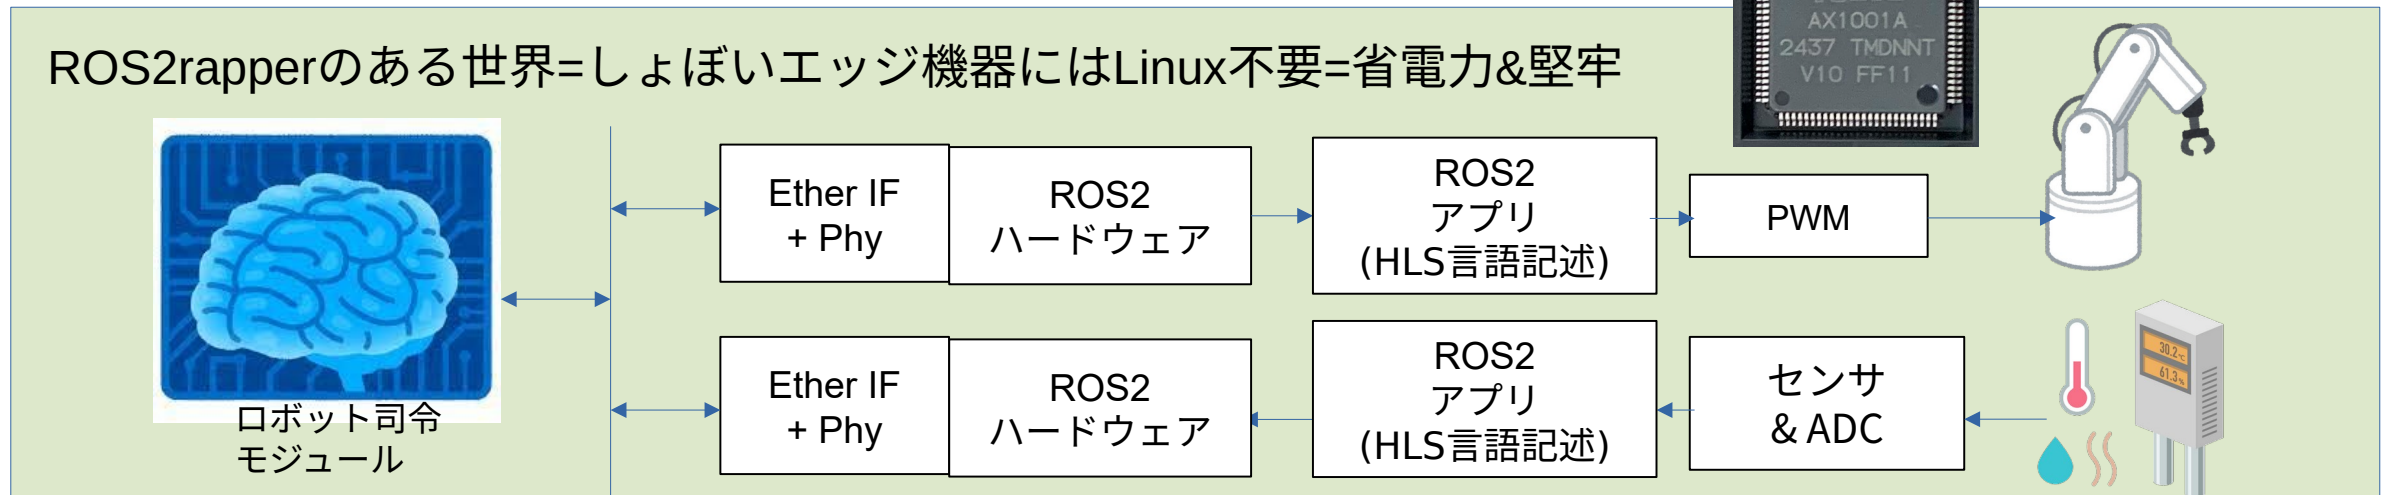 AX1001A
2437 TMDNNT
V10 FF11
ROS2rapperのある世界=しょぼいエッジ機器にはLinux不要=省電力&堅牢
Ether IF
+ Phy
ROS2
ハードウェア
ROS2
アプリ
(HLS言語記述)
PWM
ロボット司令
モジュール
Ether IF
+ Phy
ROS2
ハードウェア
ROS2
アプリ
(HLS言語記述)
センサ
& ADC
30.2℃
61.3%